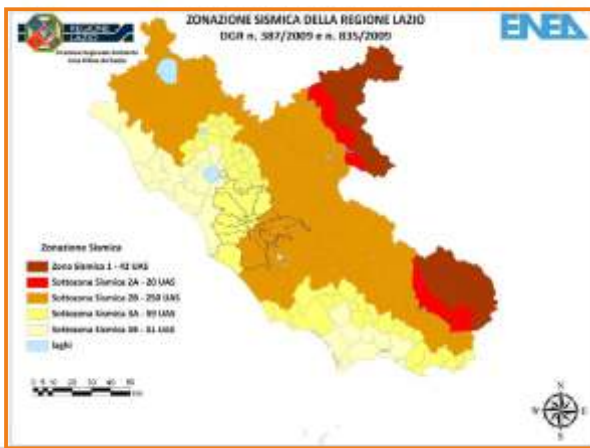 ZONAZIONE SISMICA DELLA REGIONE LAZIO
DGR n. 387/2009 e n. 835/2009
REGIONE
LAZIO
ENEA
Zonazione Sismica
Zona Sismica 1 - 42 UAS
Sottozona Sismica 2A - 20 UAS
Sottozona Sismica 2B - 250 UAS
Sottozona Sismica 3A - UAS
Sottozona Sismica 3B - UAS
laghi
N
W E
S